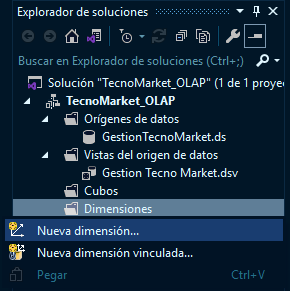 Explorador de soluciones
Buscar en Explorador de soluciones (Ctrl+;)
Solución "TecnoMarket_OLAP" (1 de 1 proye
TecnoMarket_OLAP
Orígenes de datos
GestionTecnoMarket.ds
Vistas del origen de datos
Gestion Tecno Market.dsv
Cubos
Dimensiones
Nueva dimensión...
Nueva dimensión vinculada...
Pegar Ctrl+V